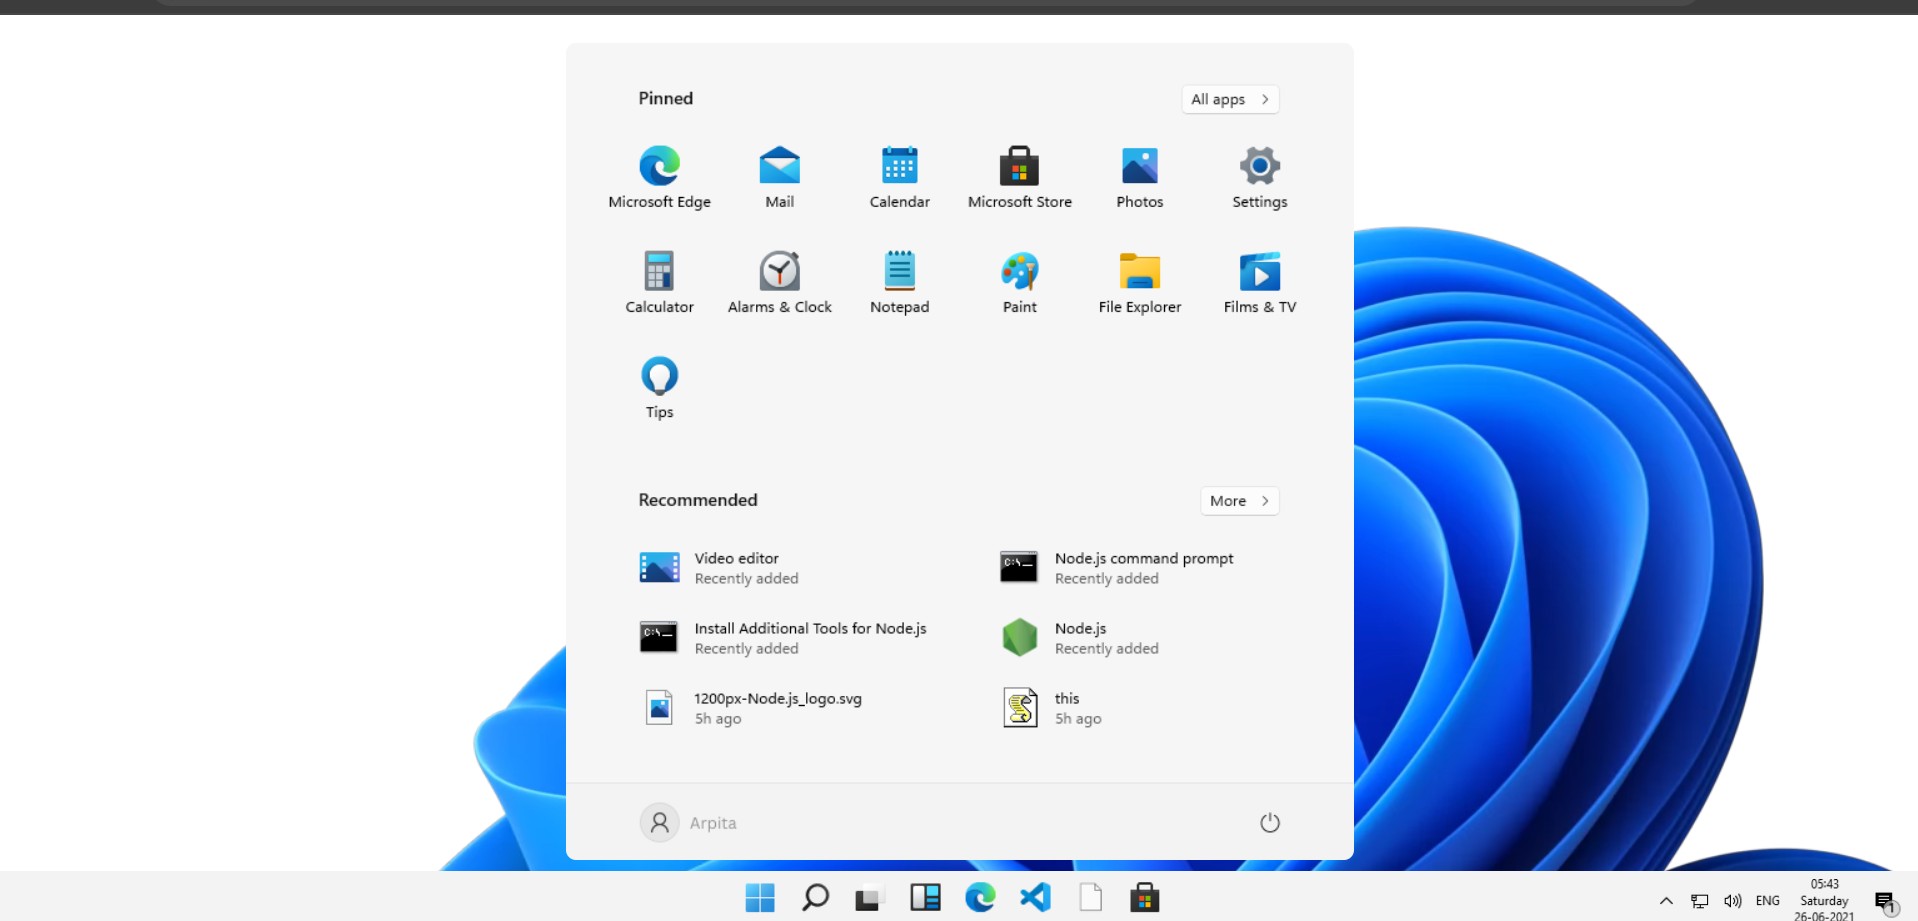 Pinned
All apps
Microsoft Edge
Mail
Calendar
Microsoft Store
Photos
Settings
Calculator
Alarms & Clock
Notepad
Paint
File Explorer
Films & TV
Tips
Recommended
More
Video editor
Recently added
Node.js command prompt
Recently added
Install Additional Tools for Node.js
Recently added
Node.js
Recently added
1200px-Node.js_logo.svg
5h ago
this
5h ago
Arpita
ENG
05:43
Saturday
26-06-2021
1